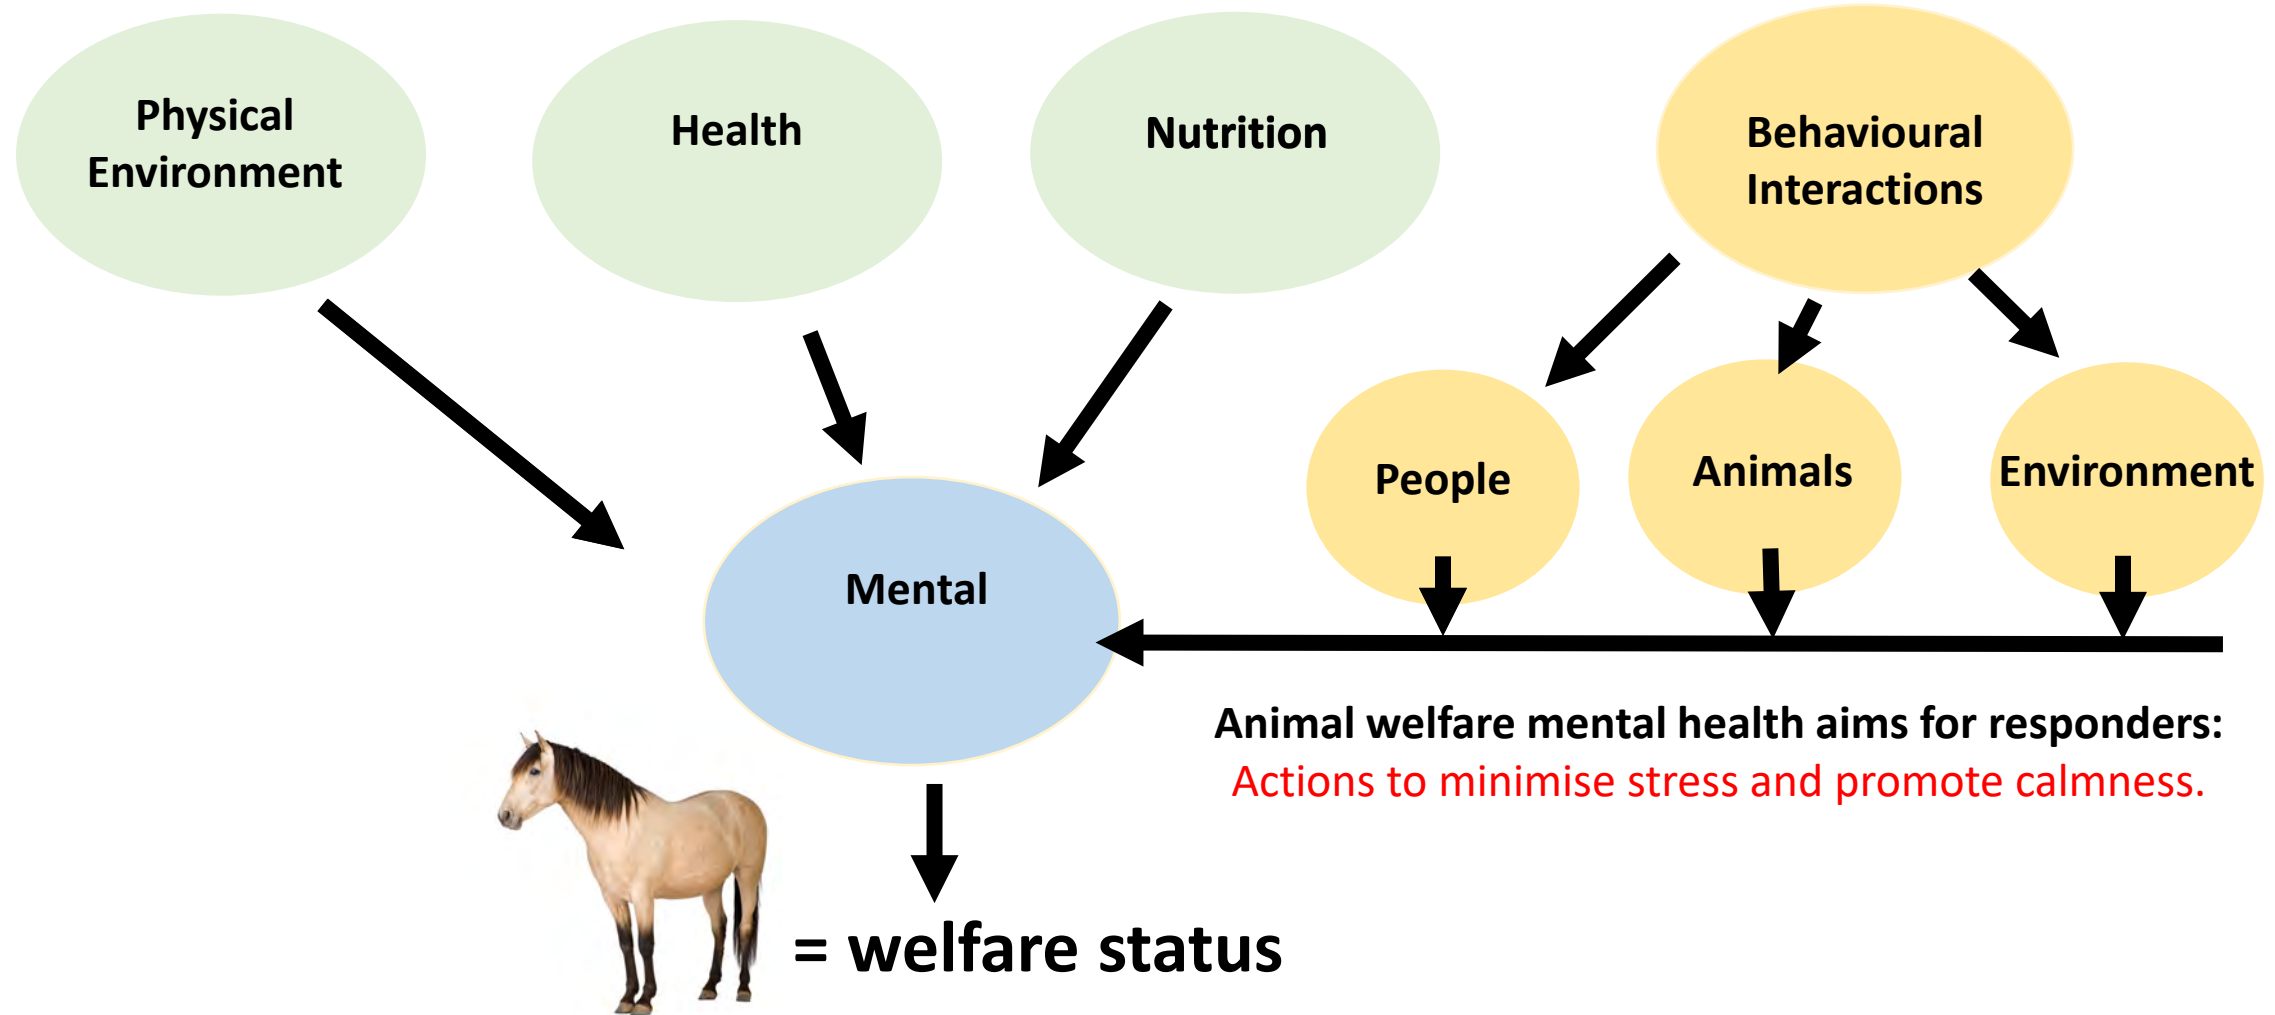 Physical
Environment
Health
Nutrition
Behavioural
Interactions
People
Animals
Environment
Mental
Animal welfare mental health aims for responders:
Actions to minimise stress and promote calmness.
= welfare status